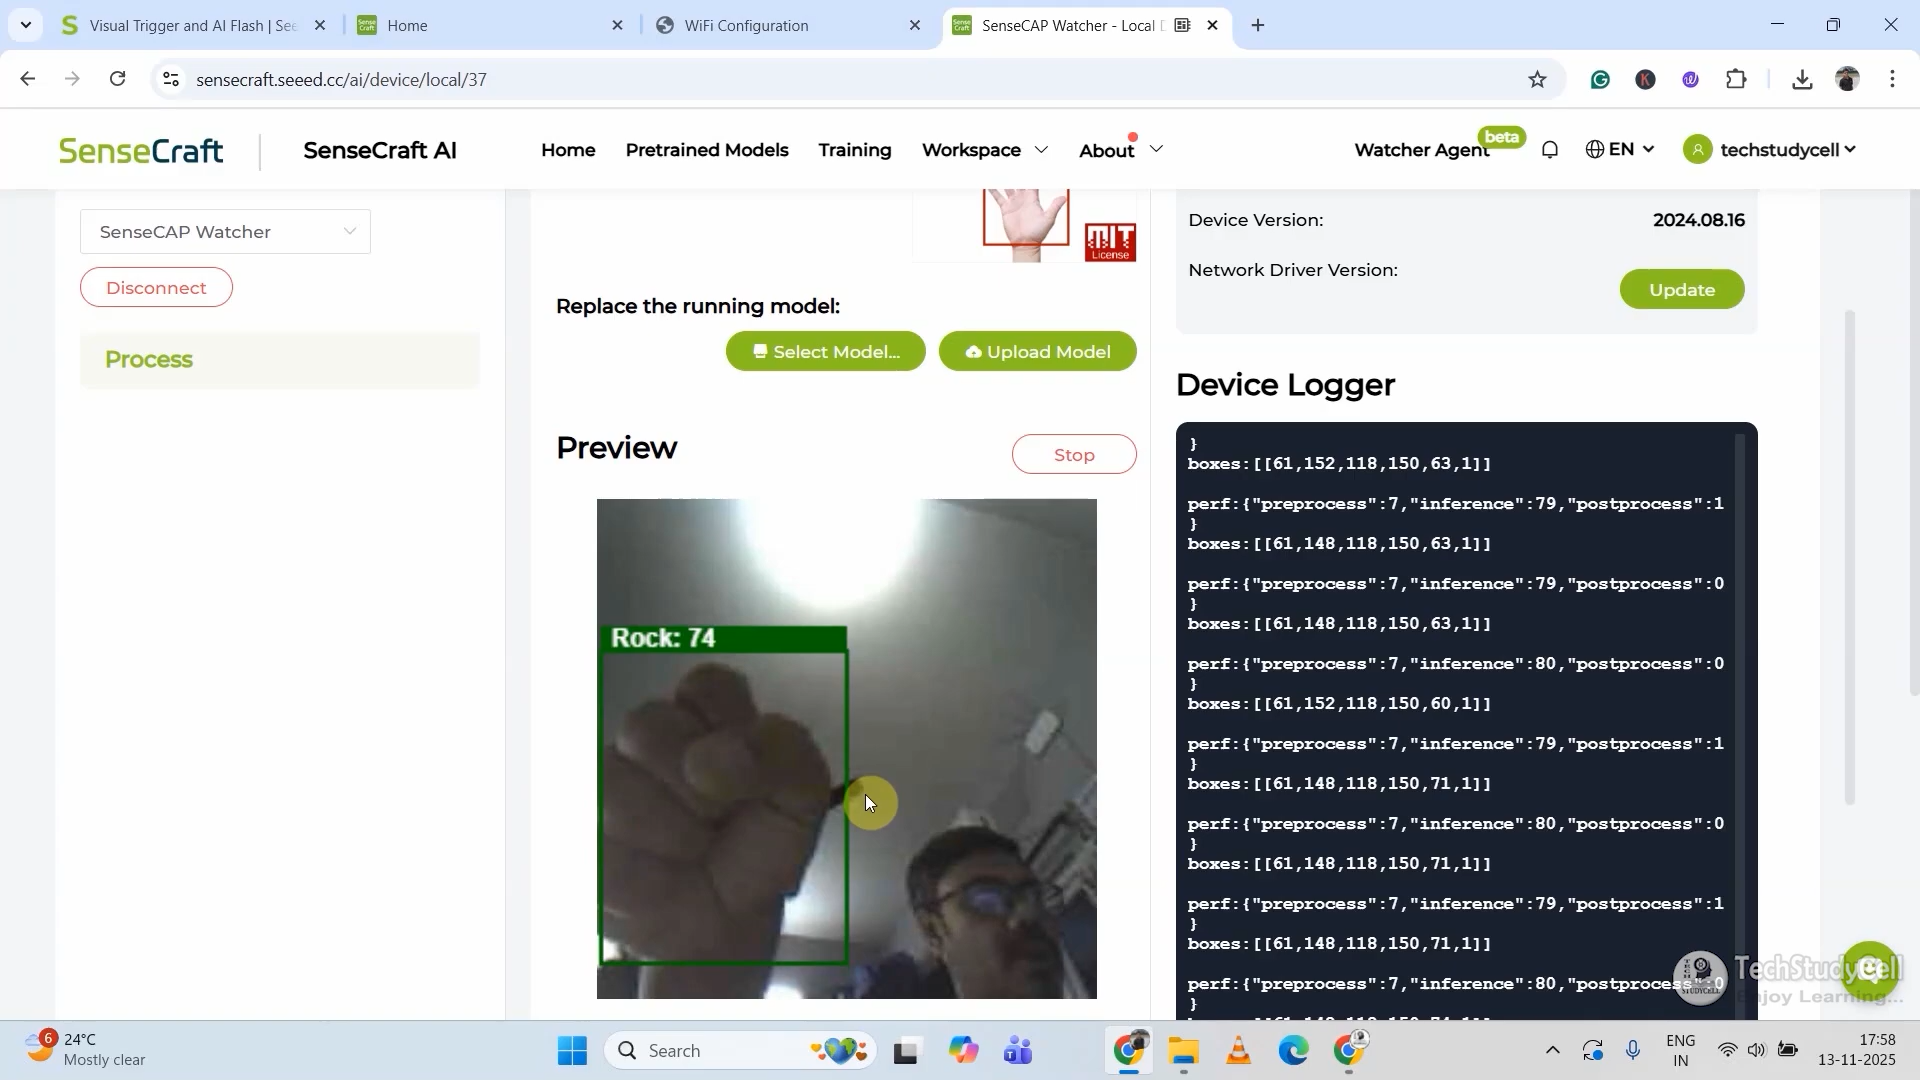 Visual Trigger and AI Flash | See
Home
WiFi Configuration
SenseCAP Watcher - Local D
sensecraft.seeed.cc/ai/device/local/37
SenseCraft
SenseCraft AI
Home
Pretrained Models
Training
Workspace
About
Watcher Agent
beta
EN
techstudycell
SenseCAP Watcher
Disconnect
Process
MIT
License
Replace the running model:
Select Model...
Upload Model
Preview
Stop
Rock: 74
Device Version:
2024.08.16
Network Driver Version:
Update
Device Logger
}
boxes:[[61,152,118,150,63,1]]
perf:{"preprocess":7,"inference":79,"postprocess":1
}
boxes:[[61,148,118,150,63,1]]
perf:{"preprocess":7,"inference":79,"postprocess":0
}
boxes:[[61,148,118,150,63,1]]
perf:{"preprocess":7,"inference":80,"postprocess":0
}
boxes:[[61,152,118,150,60,1]]
perf:{"preprocess":7,"inference":79,"postprocess":1
}
boxes:[[61,148,118,150,71,1]]
perf:{"preprocess":7,"inference":80,"postprocess":0
}
boxes:[[61,148,118,150,71,1]]
perf:{"preprocess":7,"inference":79,"postprocess":1
}
boxes:[[61,148,118,150,71,1]]
perf:{"preprocess":7,"inference":80,"postprocess":0
}
TechStudyCell
Enjoy Learning...
6
24°C
Mostly clear
Search
ENG
IN
17:58
13-11-2025